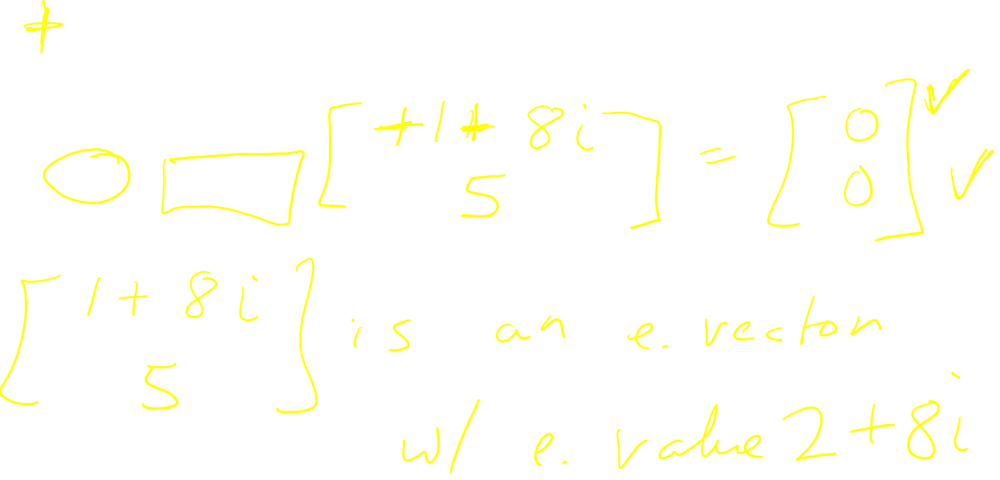 +
[ +1+ 8i ] = [ 0 ] ✓
[ 5 ] [ 0 ] ✓
[ 1+ 8i ] is an e. vector
[ 5 ]
w/ e. value 2+8i